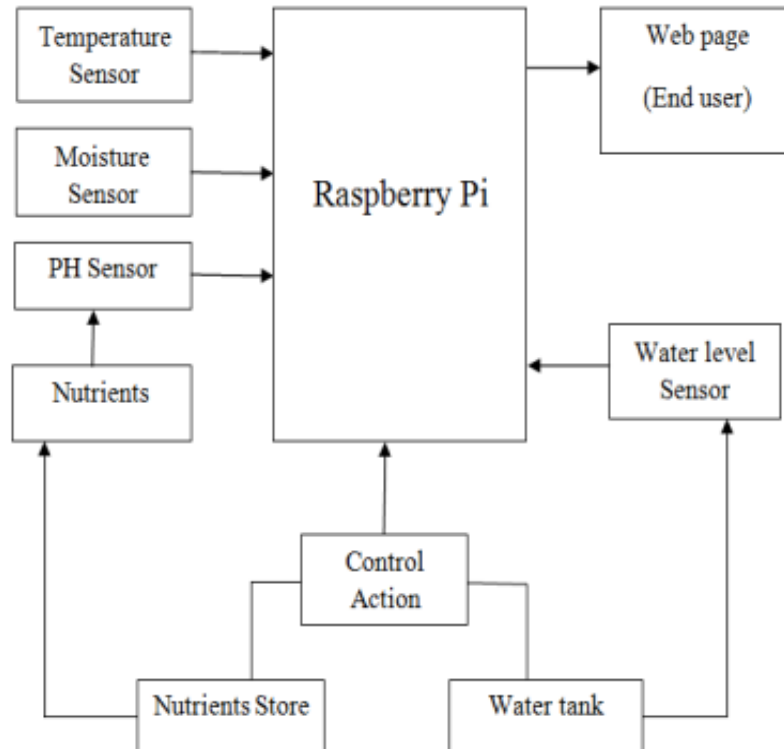 Temperature
Sensor
Web page
(End user)
Moisture
Sensor
Raspberry Pi
PH Sensor
Nutrients
Water level
Sensor
Control
Action
Nutrients Store
Water tank